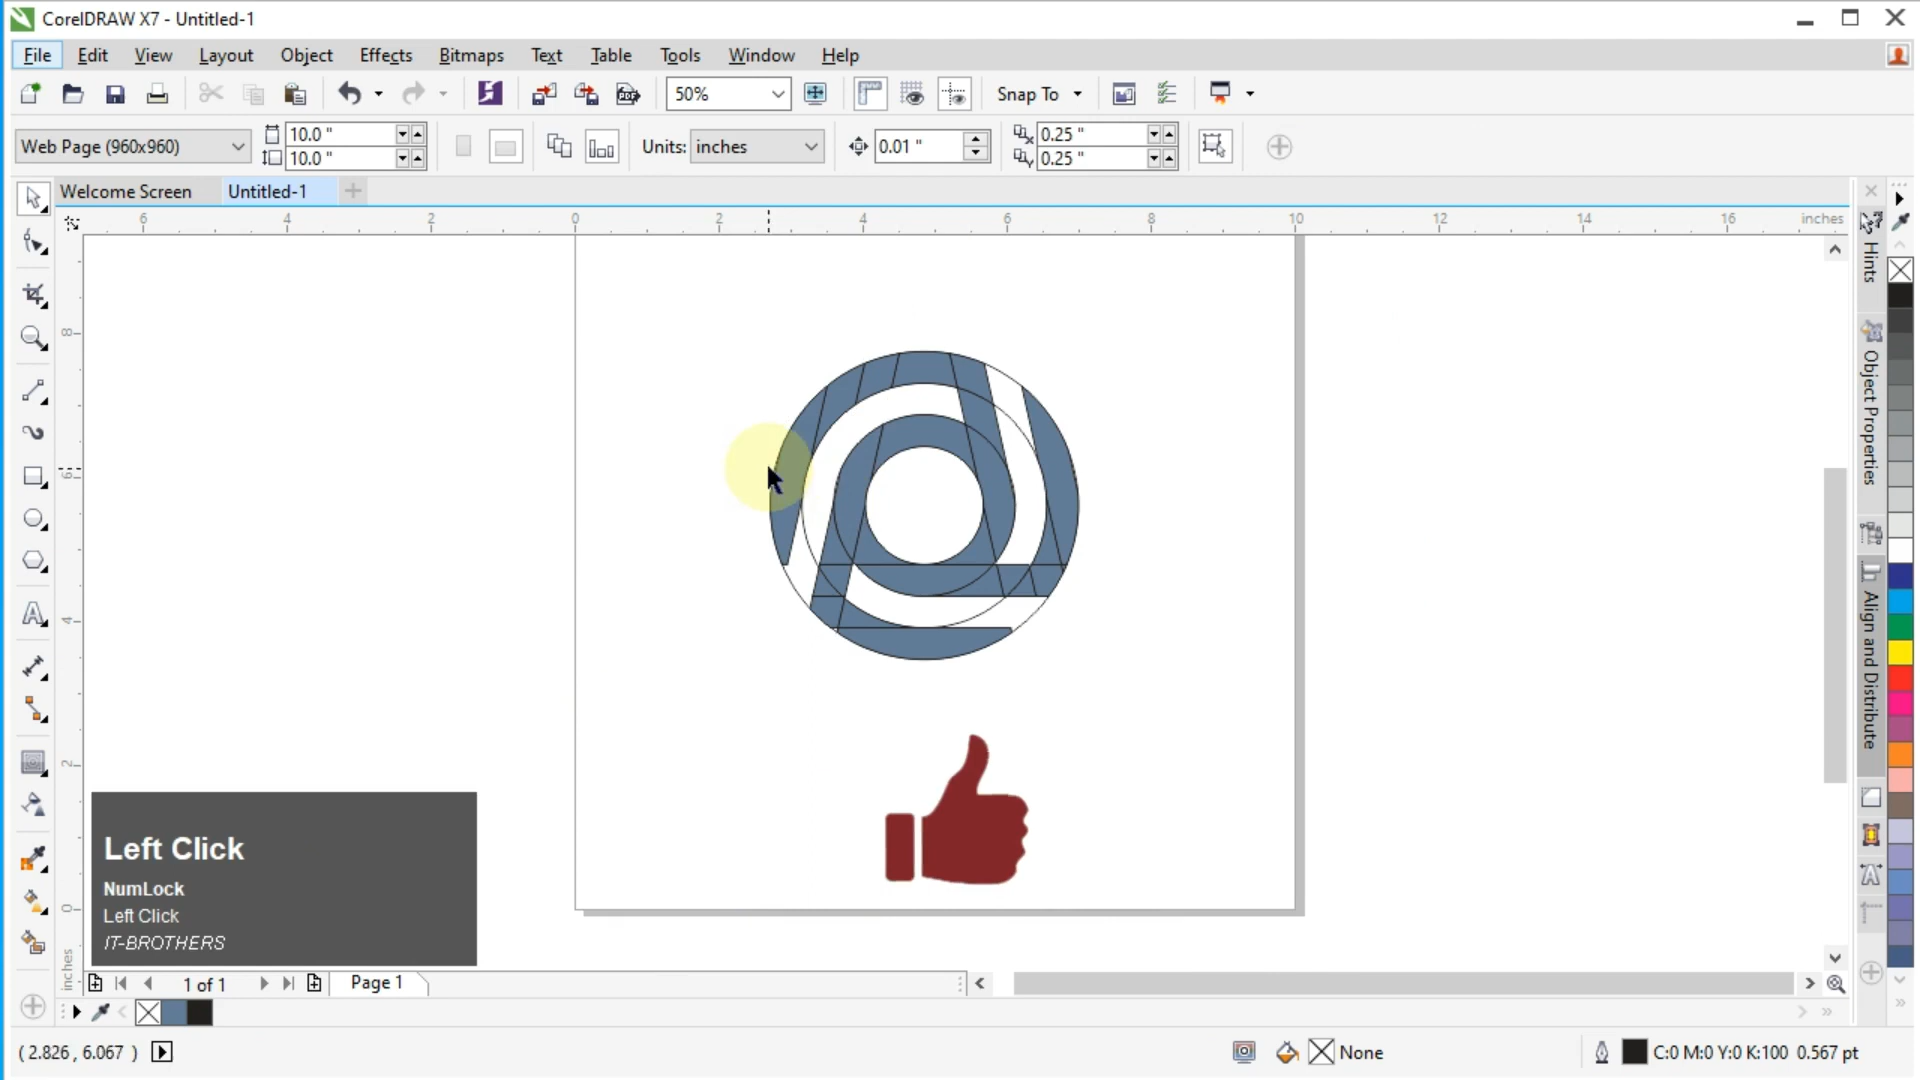 CorelDRAW X7 - Untitled-1
File Edit View Layout Object Effects Bitmaps Text Table Tools Window Help
50% Snap To
Web Page (960x960) 10.0 " Units: inches 0.01 " 0.25 "
10.0 " 0.25 "
Welcome Screen Untitled-1
6 4 2 0 2 4 6 8 10 12 14 16 inches
8
6
4
2
0
inches
Hints
Object Properties
Align and Distribute
Left Click
NumLock
Left Click
IT-BROTHERS
1 of 1 Page 1
( 2.826 , 6.067 ) None C:0 M:0 Y:0 K:100 0.567 pt